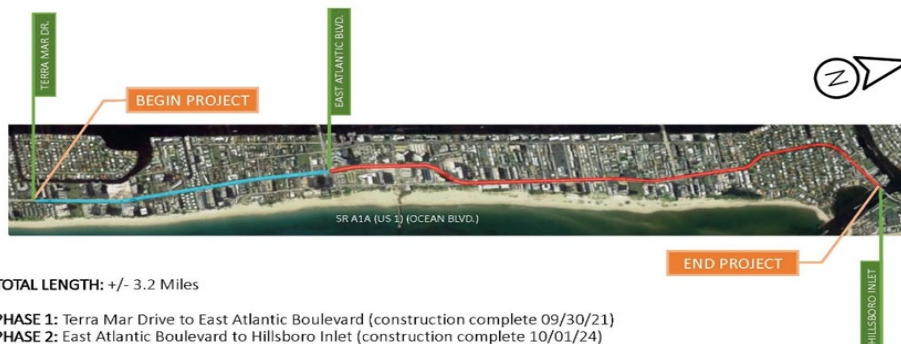 TERRA MAR DR.
EAST ATLANTIC BLVD.
N
BEGIN PROJECT
SR A1A (US 1) (OCEAN BLVD.)
END PROJECT
HILLSBORO INLET
TOTAL LENGTH: +/- 3.2 Miles
PHASE 1: Terra Mar Drive to East Atlantic Boulevard (construction complete 09/30/21)
PHASE 2: East Atlantic Boulevard to Hillsboro Inlet (construction complete 10/01/24)